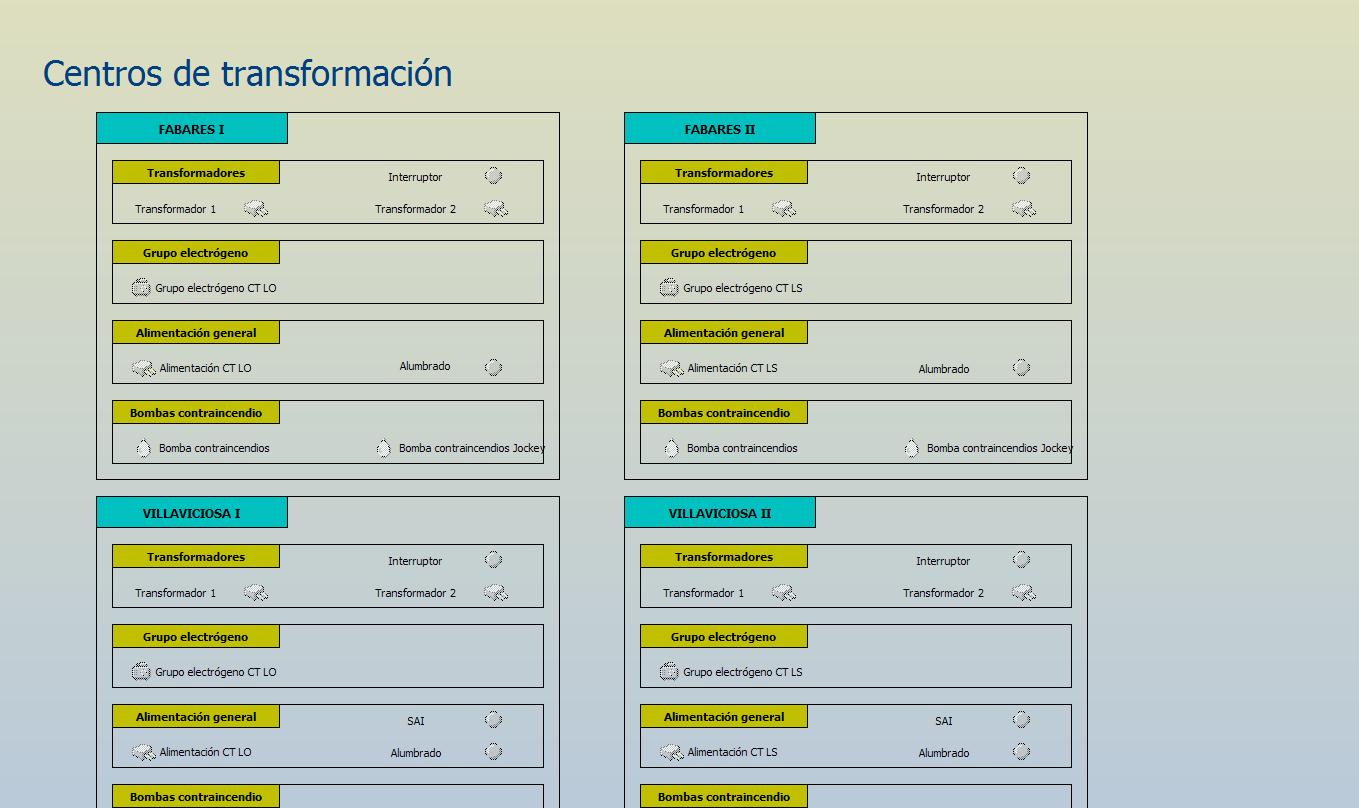 Centros de transformación
FABARES I
Transformadores
Interruptor
Transformador 1
Transformador 2
Grupo electrógeno
Grupo electrógeno CT LO
Alimentación general
Alimentación CT LO
Alumbrado
Bombas contraincendio
Bomba contraincendios
Bomba contraincendios Jockey
FABARES II
Transformadores
Interruptor
Transformador 1
Transformador 2
Grupo electrógeno
Grupo electrógeno CT LS
Alimentación general
Alimentación CT LS
Alumbrado
Bombas contraincendio
Bomba contraincendios
Bomba contraincendios Jockey
VILLAVICIOSA I
Transformadores
Interruptor
Transformador 1
Transformador 2
Grupo electrógeno
Grupo electrógeno CT LO
Alimentación general
SAI
Alimentación CT LO
Alumbrado
Bombas contraincendio
VILLAVICIOSA II
Transformadores
Interruptor
Transformador 1
Transformador 2
Grupo electrógeno
Grupo electrógeno CT LS
Alimentación general
SAI
Alimentación CT LS
Alumbrado
Bombas contraincendio